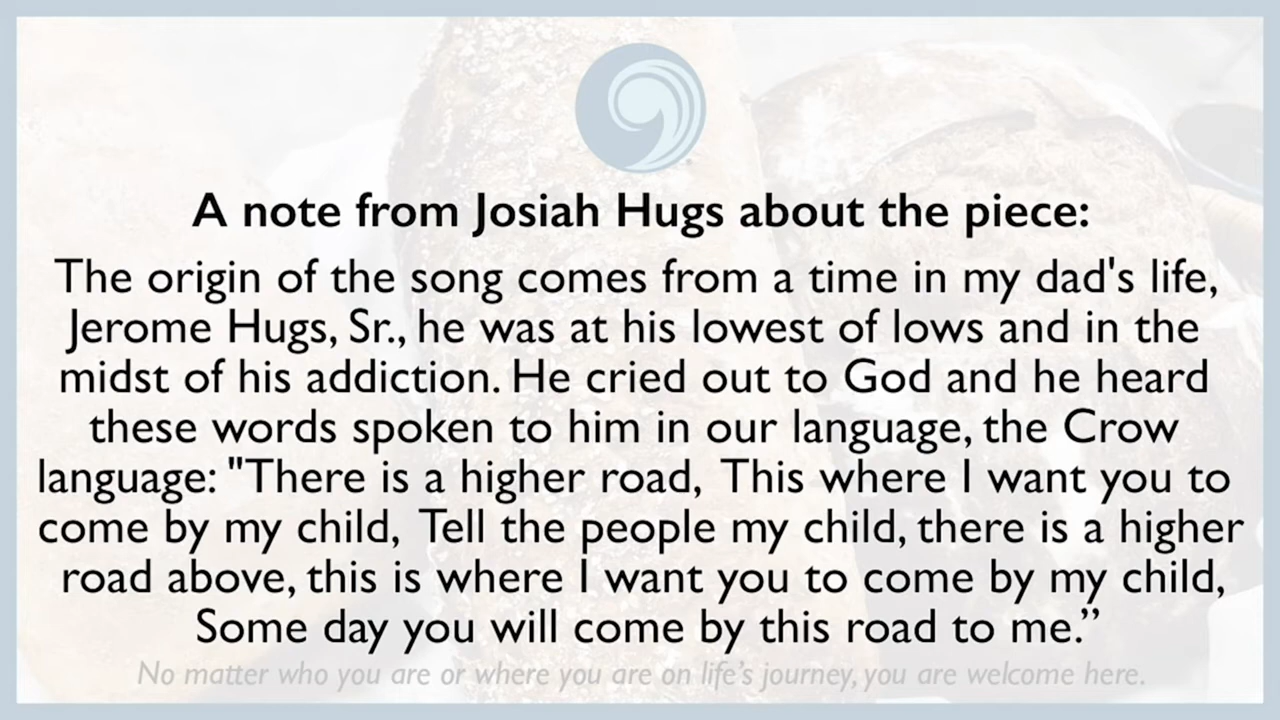 A note from Josiah Hugs about the piece:
The origin of the song comes from a time in my dad's life,
Jerome Hugs, Sr., he was at his lowest of lows and in the
midst of his addiction. He cried out to God and he heard
these words spoken to him in our language, the Crow
language: "There is a higher road, This where I want you to
come by my child, Tell the people my child, there is a higher
road above, this is where I want you to come by my child,
Some day you will come by this road to me.”
No matter who you are or where you are on life’s journey, you are welcome here.